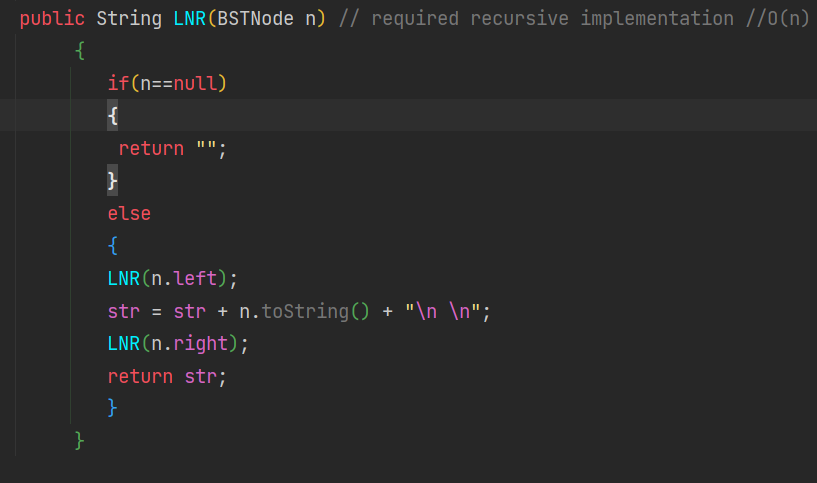 public String LNR(BSTNode n) // required recursive implementation //O(n)
{
if(n==null)
{
return "";
}
else
{
LNR(n.left);
str = str + n.toString() + "\n \n";
LNR(n.right);
return str;
}
}